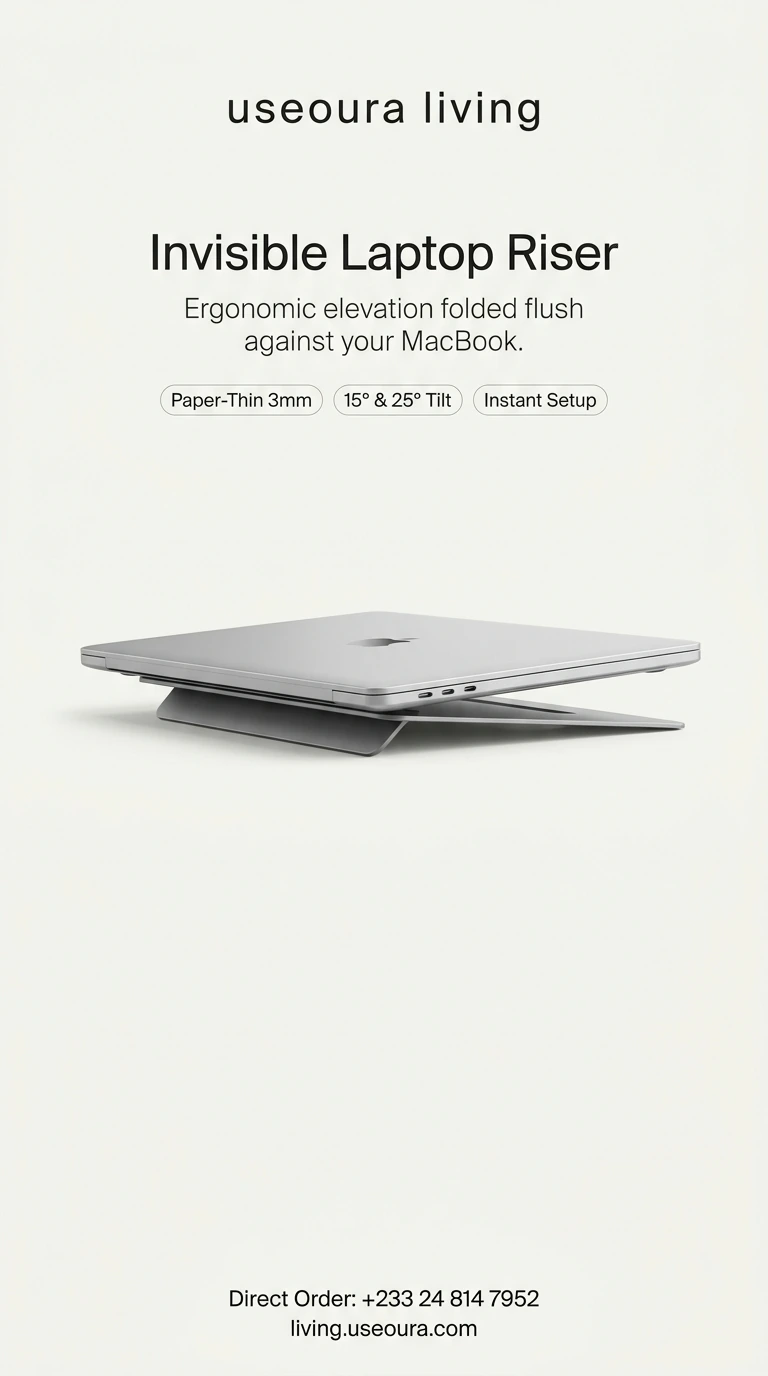 useoura living
Invisible Laptop Riser
Ergonomic elevation folded flush
against your MacBook.
Paper-Thin 3mm 15° & 25° Tilt Instant Setup
Direct Order: +233 24 814 7952
living.useoura.com